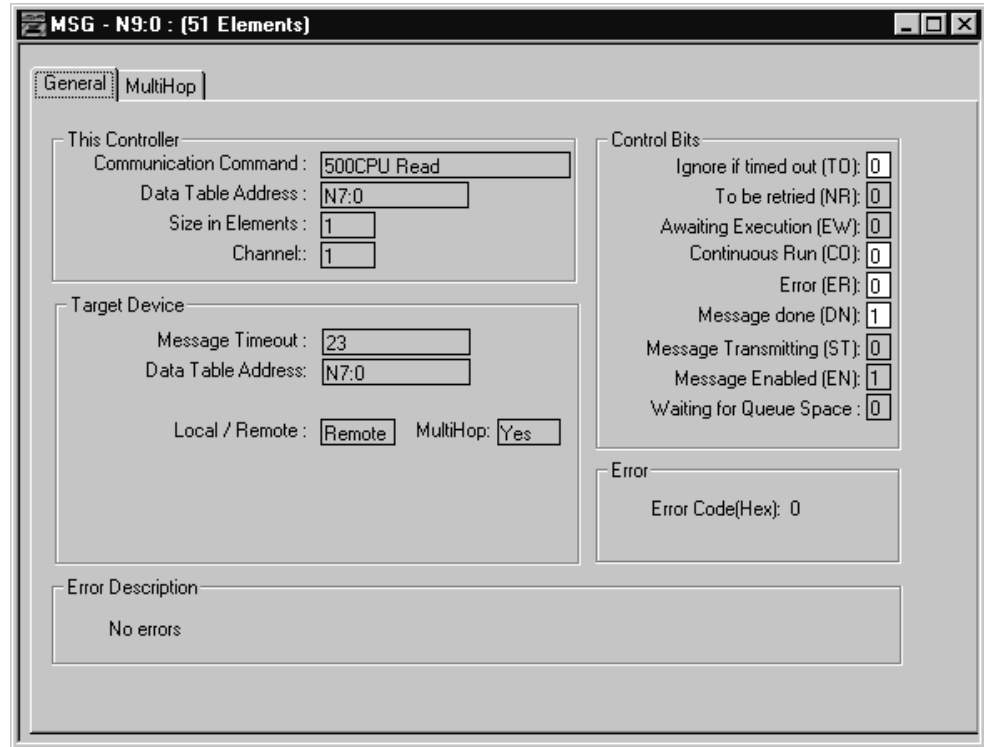 MSG - N9:0 : (51 Elements)
General
MultiHop
This Controller
Communication Command : 500CPU Read
Data Table Address : N7:0
Size in Elements : 1
Channel:: 1
Target Device
Message Timeout : 23
Data Table Address: N7:0
Local / Remote : Remote MultiHop: Yes
Control Bits
Ignore if timed out (TO): 0
To be retried (NR): 0
Awaiting Execution (EW): 0
Continuous Run (CO): 0
Error (ER): 0
Message done (DN): 1
Message Transmitting (ST): 0
Message Enabled (EN): 1
Waiting for Queue Space : 0
Error
Error Code(Hex): 0
Error Description
No errors